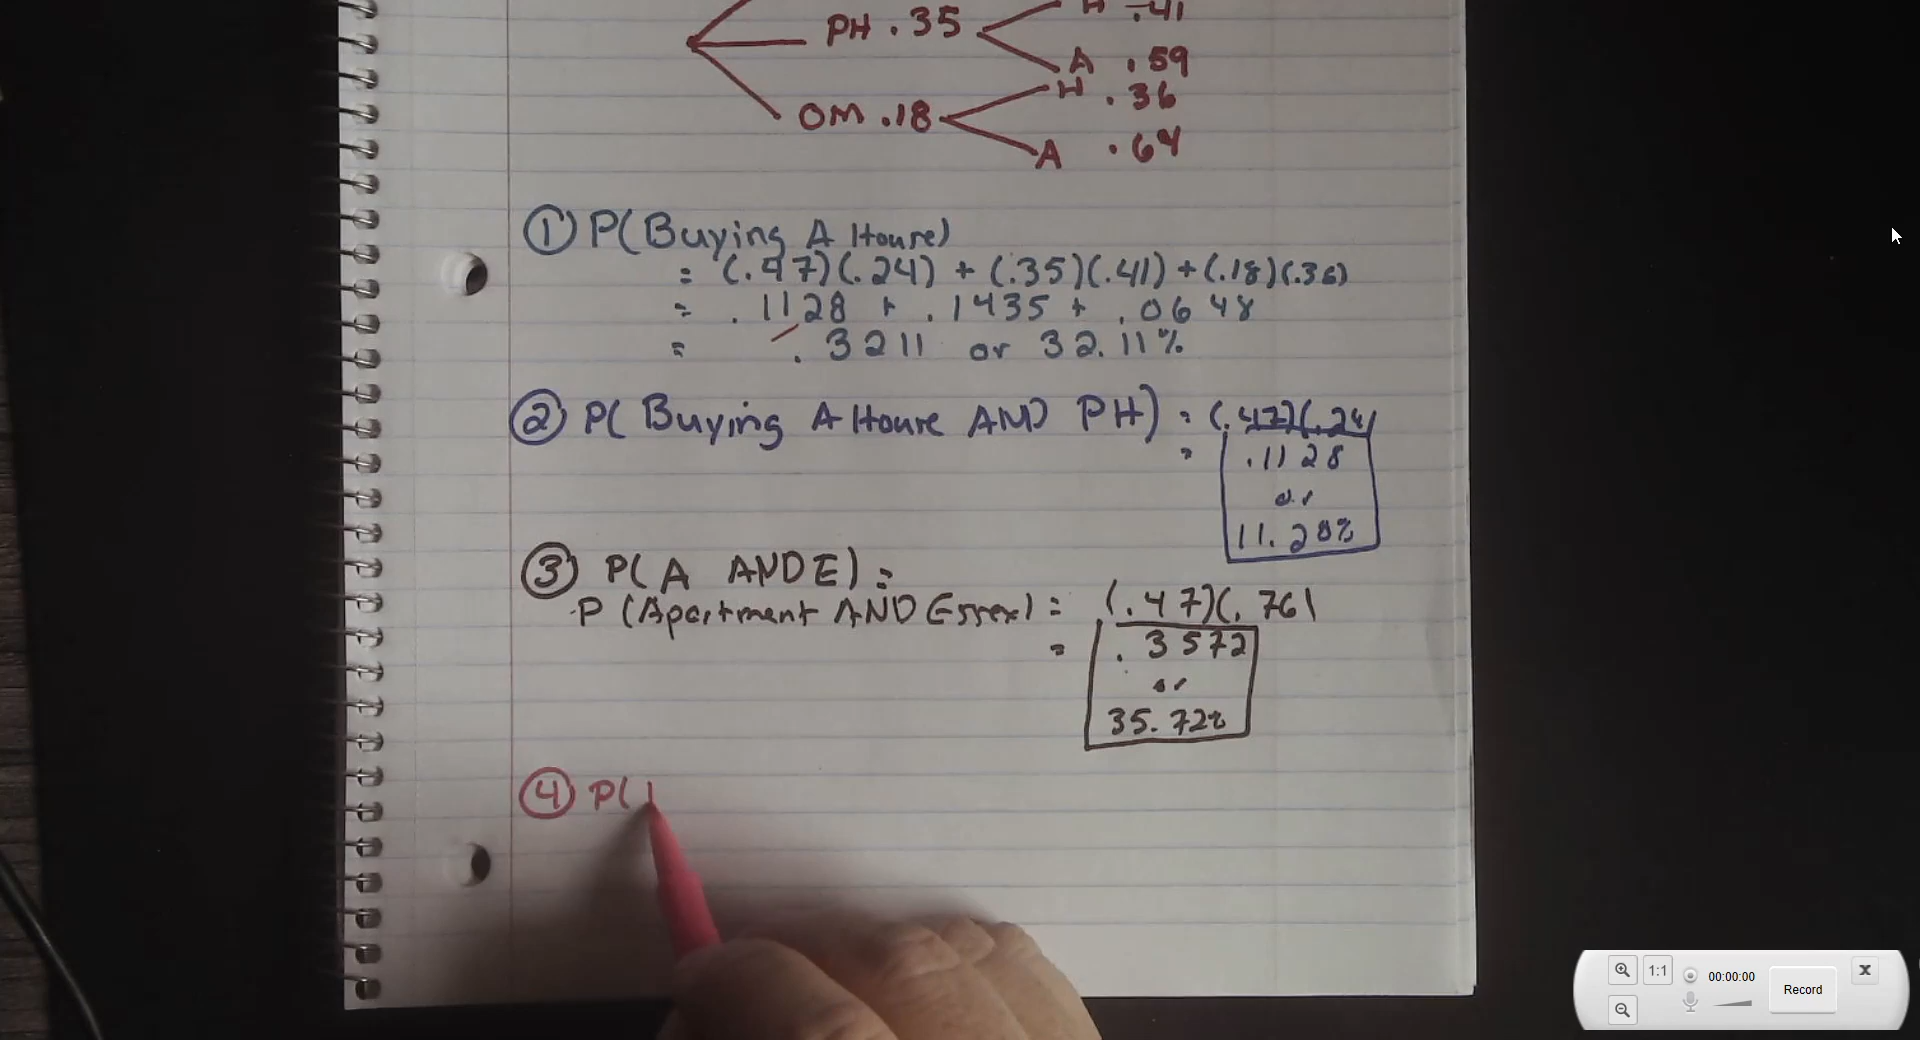 PH .35
H .41
A .59
OM .18
H .36
A .64
① P(Buying A House)
= (.47)(.24) + (.35)(.41) + (.18)(.36)
= .1128 + .1435 + .0648
= .3211 or 32.11%
② P( Buying A House AND PH) = (.47)(.24)
= .1128
or
11.28%
③ P( A AND E) =
P (Apartment AND Essex) = (.47)(.76)
= .3572
or
35.72%
④ P(
1:1
00:00:00
Record